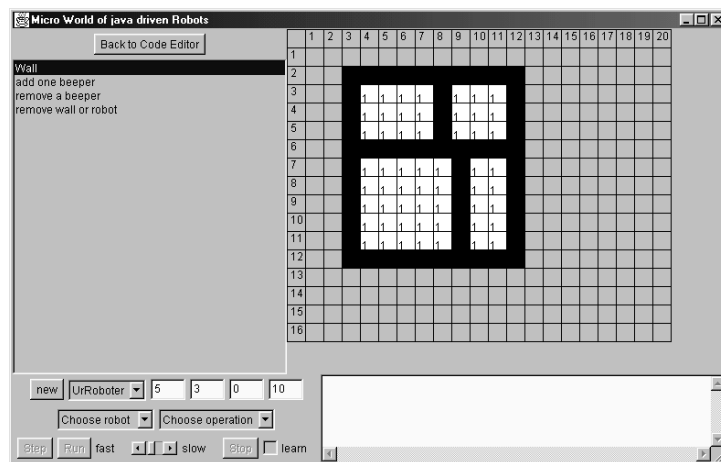 Micro World of java driven Robots
Back to Code Editor
Wall
add one beeper
remove a beeper
remove wall or robot
1 2 3 4 5 6 7 8 9 10 11 12 13 14 15 16 17 18 19 20
1
2
3 1 1 1 1 1 1 1
4 1 1 1 1 1 1 1
5 1 1 1 1 1 1 1
6
7 1 1 1 1 1 1 1
8 1 1 1 1 1 1 1
9 1 1 1 1 1 1 1
10 1 1 1 1 1 1 1
11 1 1 1 1 1 1 1
12
13
14
15
16
new UrRoboter 5 3 0 10
Choose robot Choose operation
Step Run fast slow Stop learn